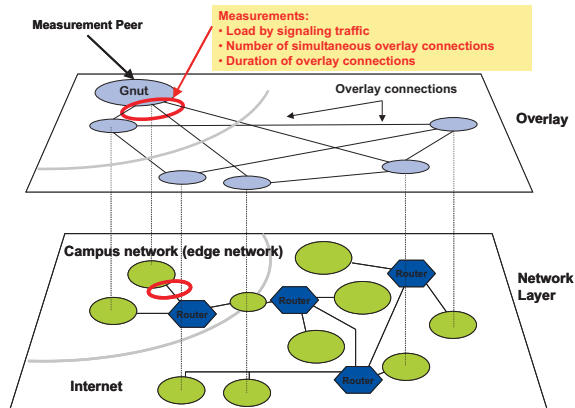 Measurements:
• Load by signaling traffic
• Number of simultaneous overlay connections
• Duration of overlay connections
Measurement Peer
Gnut
Overlay connections
Overlay
Campus network (edge network)
Router
Router
Router
Router
Network
Layer
Internet